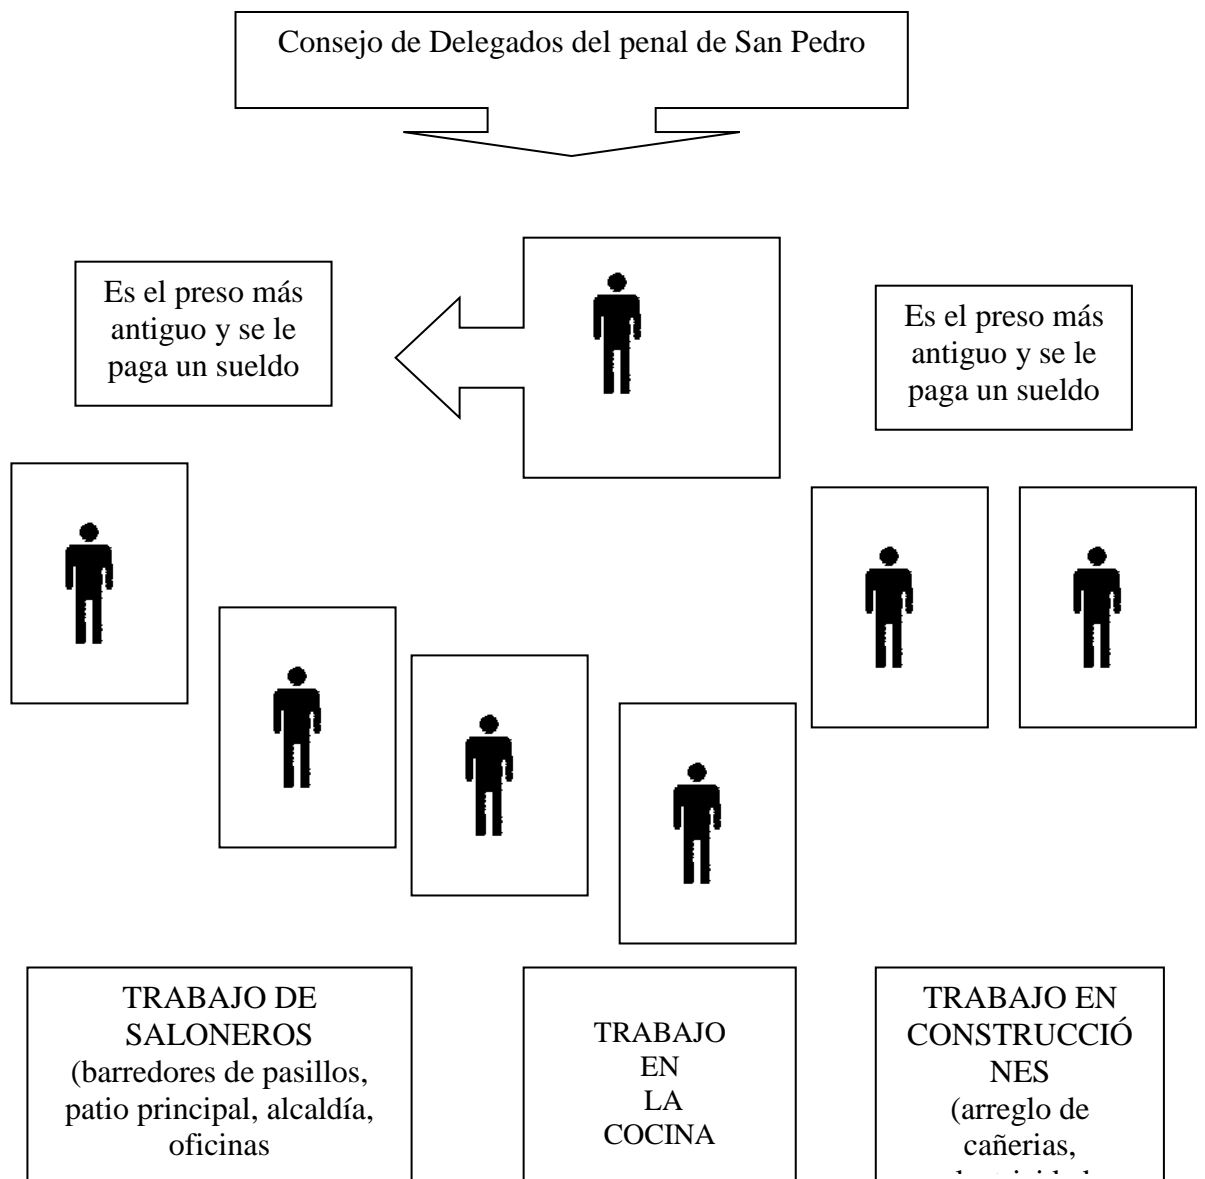 Consejo de Delegados del penal de San Pedro
Es el preso más
antiguo y se le
paga un sueldo
Es el preso más
antiguo y se le
paga un sueldo
TRABAJO DE
SALONEROS
(barredores de pasillos,
patio principal, alcaldía,
oficinas
TRABAJO
EN
LA
COCINA
TRABAJO EN
CONSTRUCCIÓ
NES
(arreglo de
cañerias,